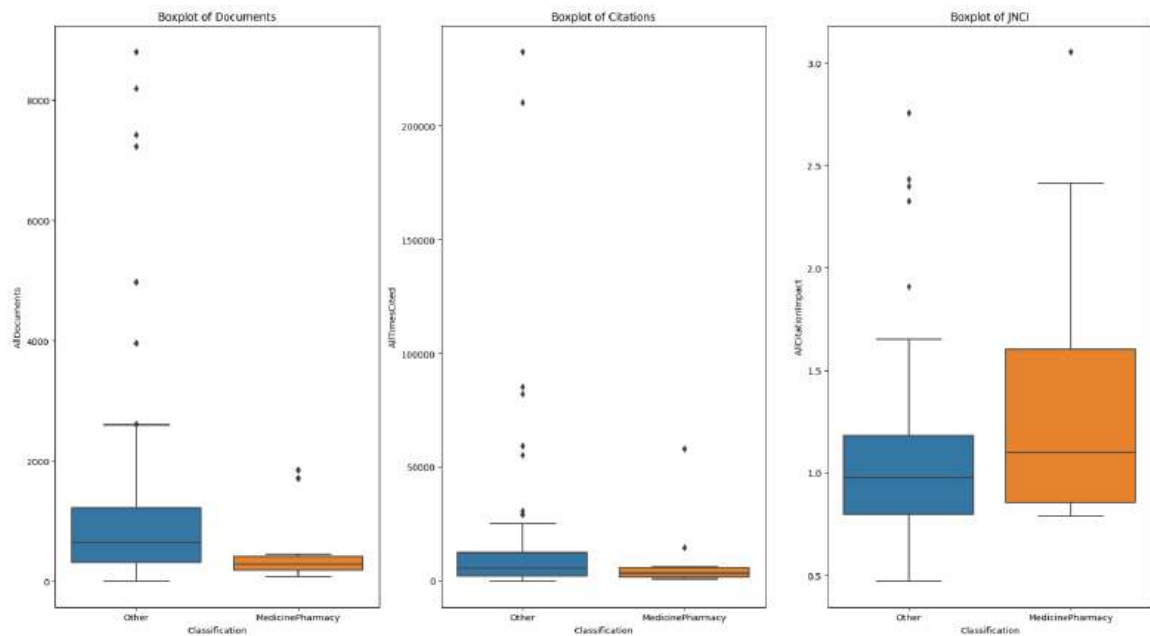 Boxplot of Documents
AllDocuments
8000
6000
4000
2000
0
Other
MedicinePharmacy
Classification
Boxplot of Citations
AllTimesCited
200000
150000
100000
50000
0
Other
MedicinePharmacy
Classification
Boxplot of JNCI
AllCitationImpact
3.0
2.5
2.0
1.5
1.0
0.5
Other
MedicinePharmacy
Classification